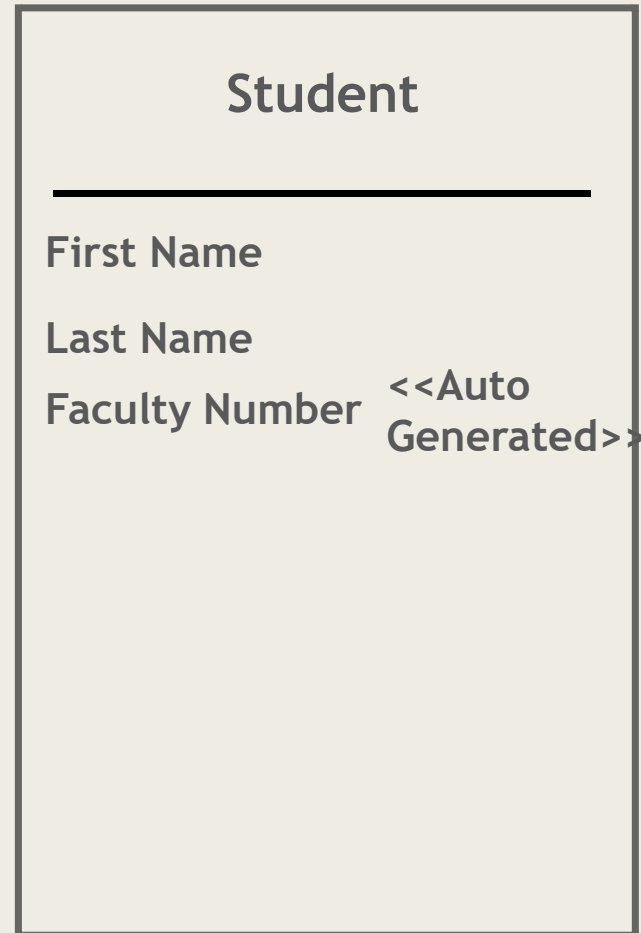 Student
First Name
Last Name
Faculty Number <<Auto
Generated>>